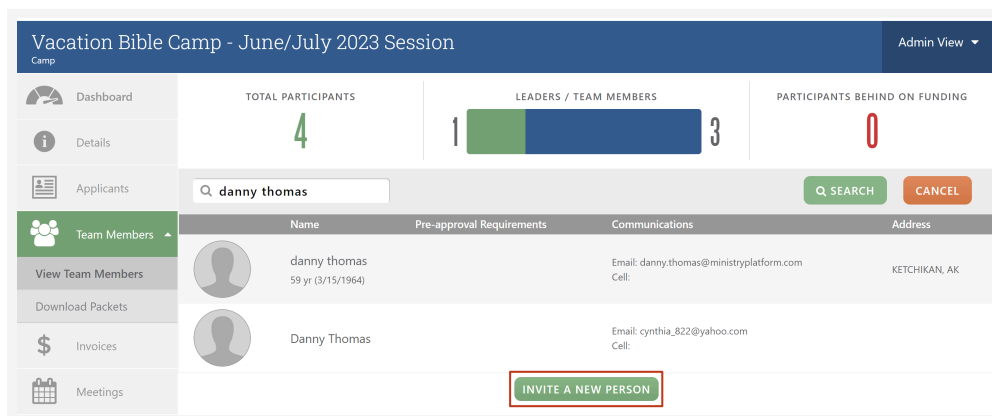 Vacation Bible Camp - June/July 2023 Session
Camp
Admin View
Dashboard
Details
Applicants
Team Members
View Team Members
Download Packets
Invoices
Meetings
TOTAL PARTICIPANTS
4
LEADERS / TEAM MEMBERS
1 3
PARTICIPANTS BEHIND ON FUNDING
0
danny thomas
SEARCH
CANCEL
Name Pre-approval Requirements Communications Address
danny thomas
59 yr (3/15/1964)
Email: danny.thomas@ministryplatform.com
Cell:
KETCHIKAN, AK
Danny Thomas
Email: cynthia_822@yahoo.com
Cell:
INVITE A NEW PERSON